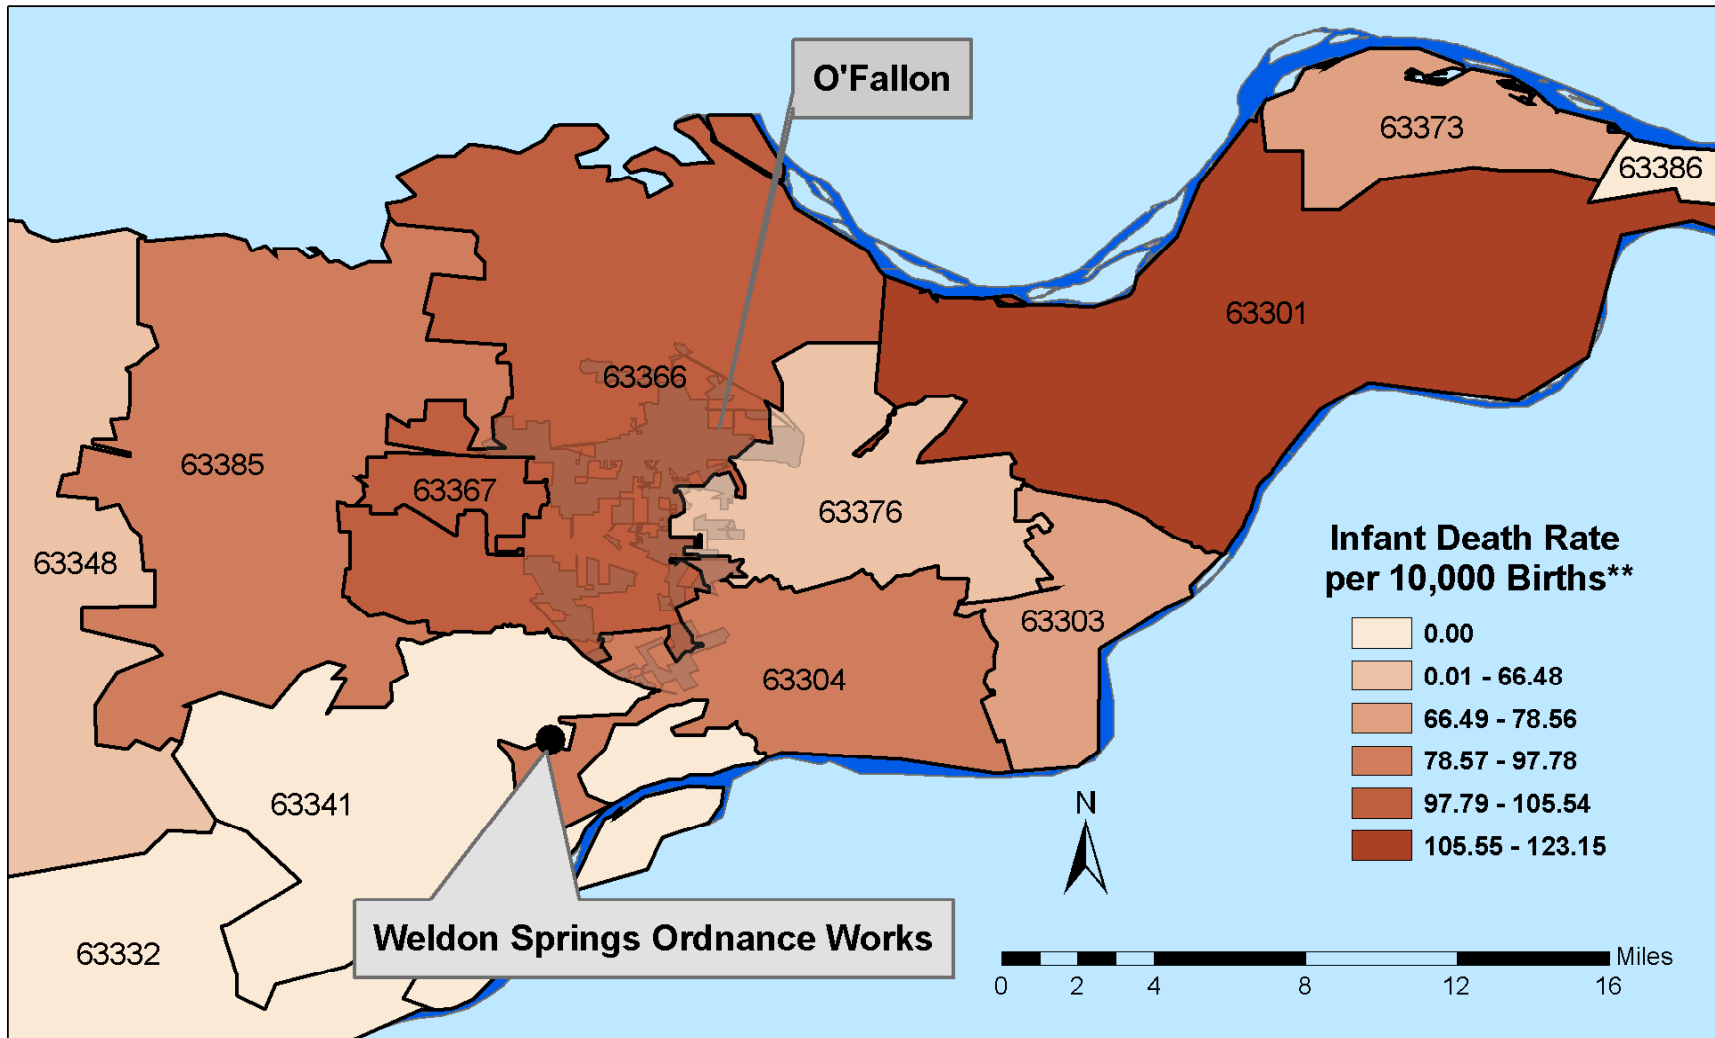 O'Fallon
63373
63386
63301
63366
63385
63367
63376
63348
63303
63304
63341
63332
Weldon Springs Ordnance Works
Infant Death Rate
per 10,000 Births**
0.00
0.01 - 66.48
66.49 - 78.56
78.57 - 97.78
97.79 - 105.54
105.55 - 123.15
N
Miles
0 2 4 8 12 16